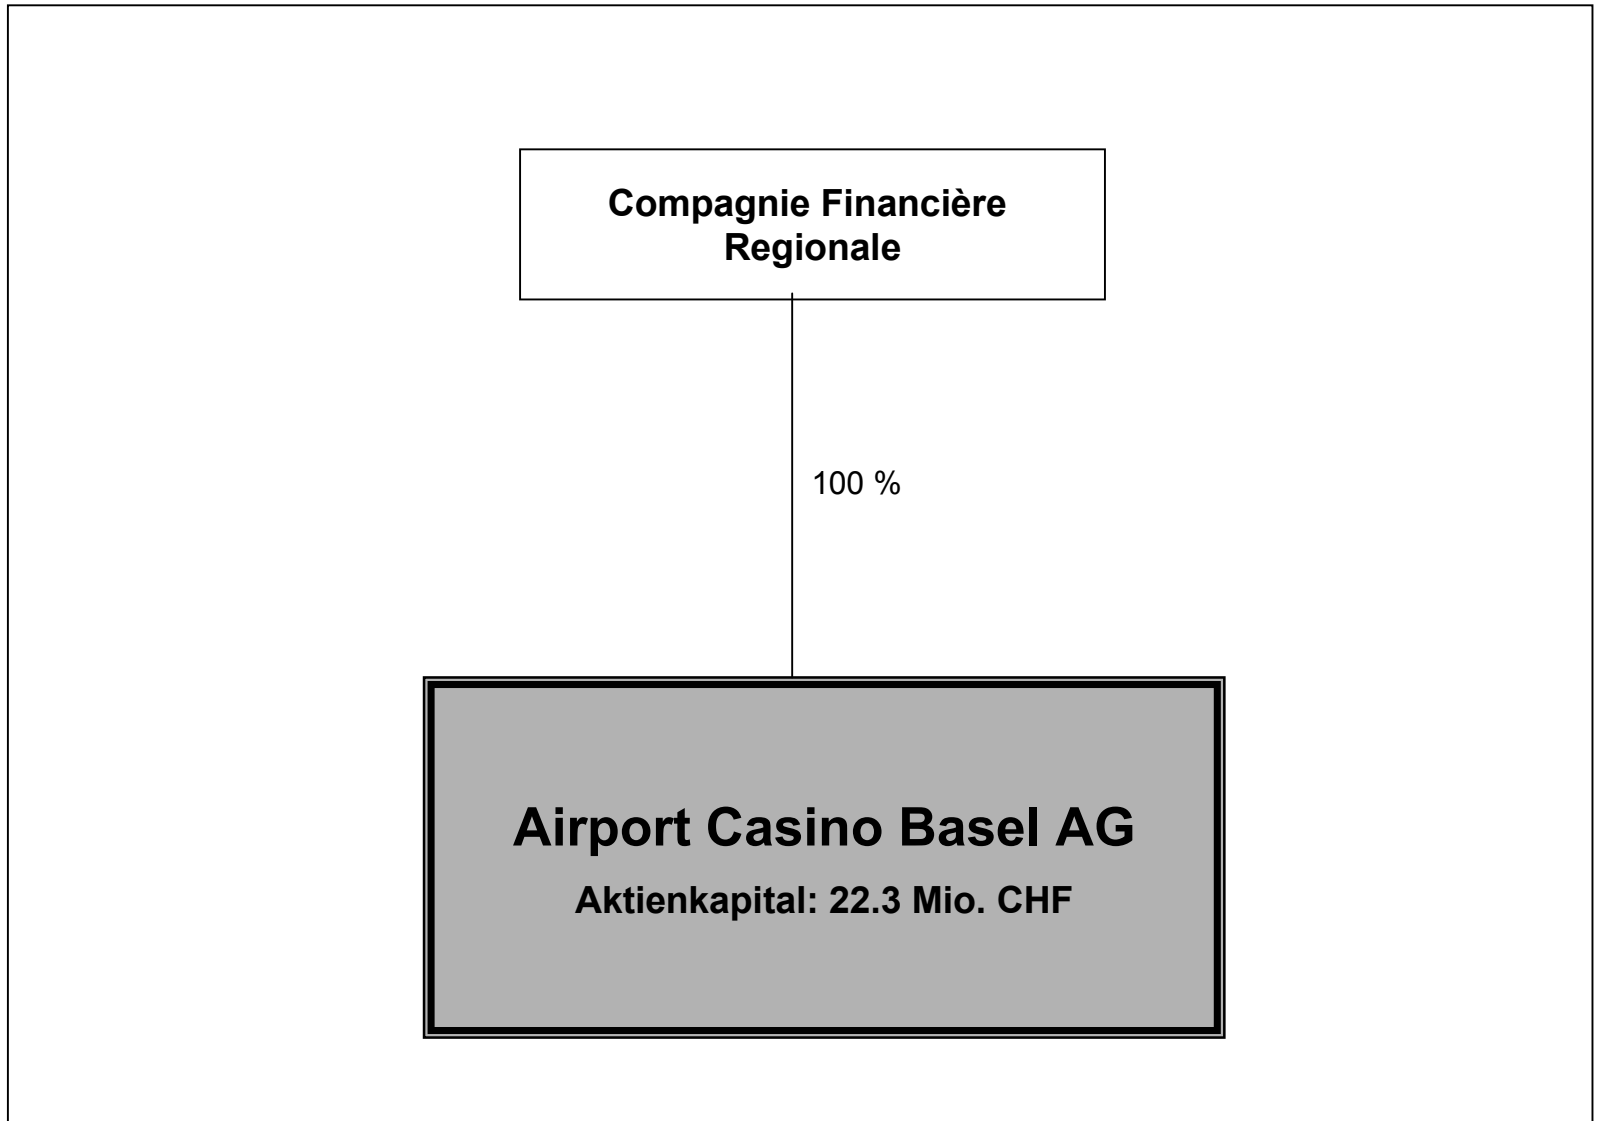 Compagnie Financière
Regionale
100 %
Airport Casino Basel AG
Aktienkapital: 22.3 Mio. CHF